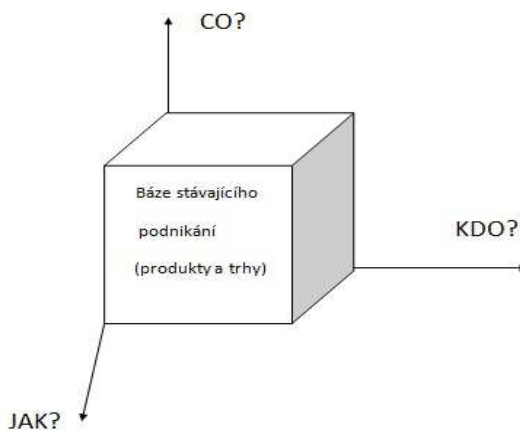 CO?
Báze stávajícího
podnikání
(produkty a trhy)
KDO?
JAK?